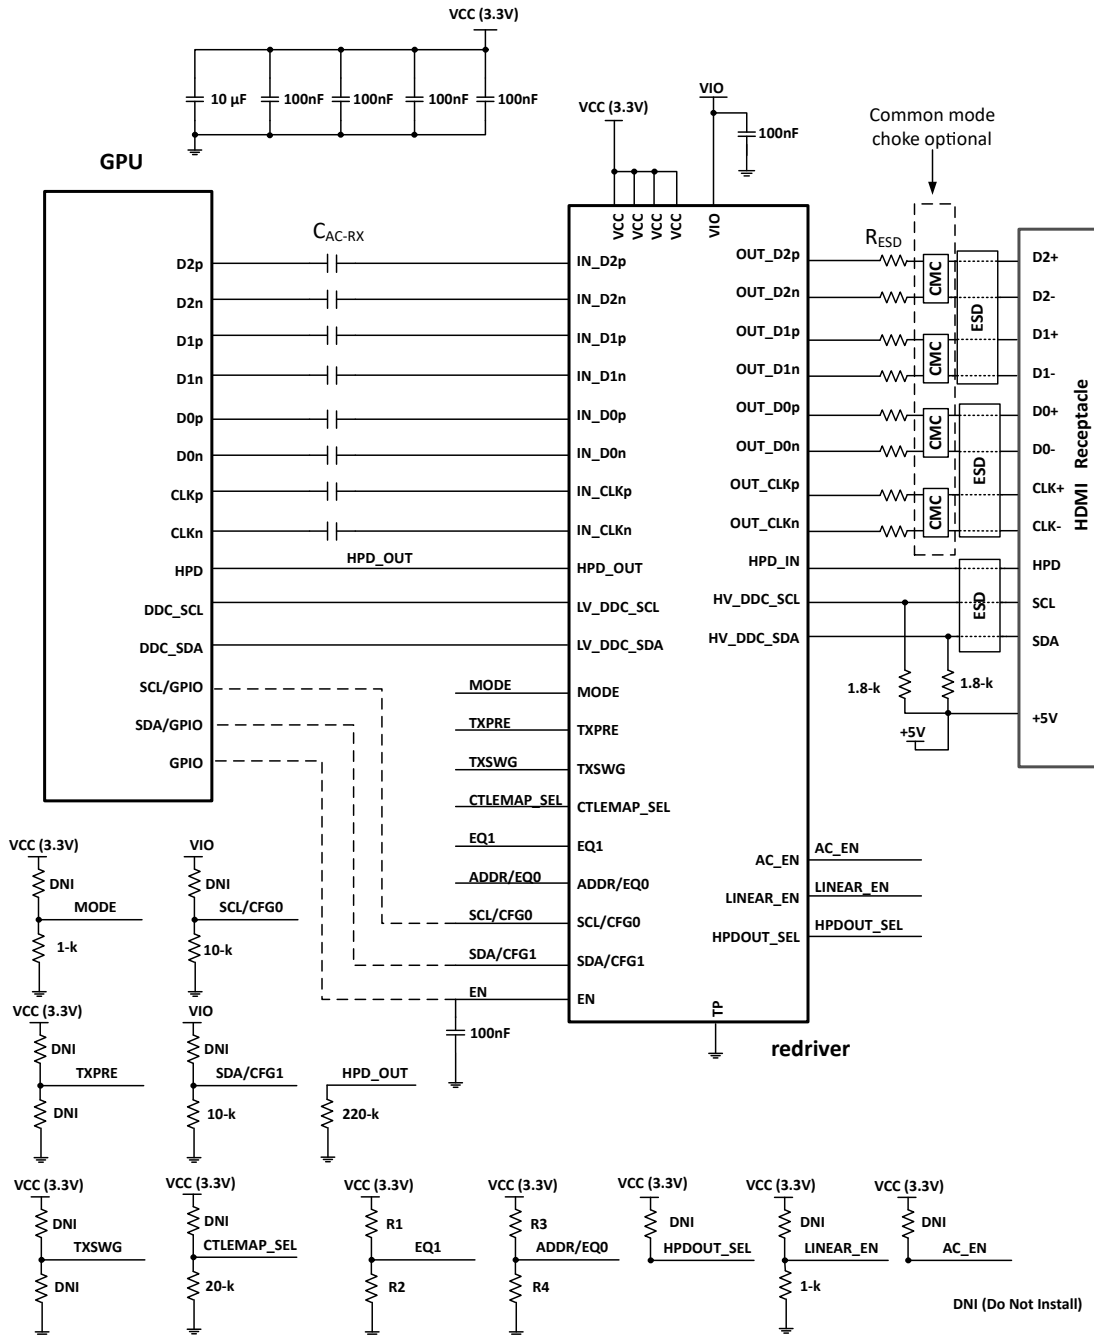 VCC (3.3V)
10 µF
100nF
100nF
100nF
100nF
VCC (3.3V)
VIO
100nF
Common mode
choke optional
GPU
VCC
VCC
VCC
VCC
VIO
CAC-RX
RESD
D2p
IN_D2p
OUT_D2p
D2+
D2n
IN_D2n
OUT_D2n
D2-
D1p
IN_D1p
OUT_D1p
D1+
D1n
IN_D1n
OUT_D1n
D1-
D0p
IN_D0p
OUT_D0p
D0+
D0n
IN_D0n
OUT_D0n
D0-
CLKp
IN_CLKp
OUT_CLKp
CLK+
CLKn
IN_CLKn
OUT_CLKn
CLK-
CMC
CMC
CMC
CMC
ESD
ESD
ESD
HDMI Receptacle
HPD
HPD_OUT
HPD_OUT
HPD_IN
HPD
DDC_SCL
LV_DDC_SCL
HV_DDC_SCL
SCL
DDC_SDA
LV_DDC_SDA
HV_DDC_SDA
SDA
SCL/GPIO
MODE
MODE
1.8-k
1.8-k
SDA/GPIO
TXPRE
TXPRE
+5V
+5V
GPIO
TXSWG
TXSWG
CTLEMAP_SEL
CTLEMAP_SEL
EQ1
EQ1
AC_EN
AC_EN
ADDR/EQ0
ADDR/EQ0
LINEAR_EN
LINEAR_EN
SCL/CFG0
SCL/CFG0
HPDOUT_SEL
HPDOUT_SEL
SDA/CFG1
SDA/CFG1
EN
EN
100nF
TP
redriver
VCC (3.3V)
DNI
MODE
1-k
VIO
DNI
SCL/CFG0
10-k
VCC (3.3V)
DNI
TXPRE
DNI
VIO
DNI
SDA/CFG1
10-k
HPD_OUT
220-k
VCC (3.3V)
DNI
TXSWG
DNI
VCC (3.3V)
DNI
CTLEMAP_SEL
20-k
VCC (3.3V)
R1
EQ1
R2
VCC (3.3V)
R3
ADDR/EQ0
R4
VCC (3.3V)
DNI
HPDOUT_SEL
VCC (3.3V)
DNI
LINEAR_EN
1-k
VCC (3.3V)
DNI
AC_EN
DNI (Do Not Install)